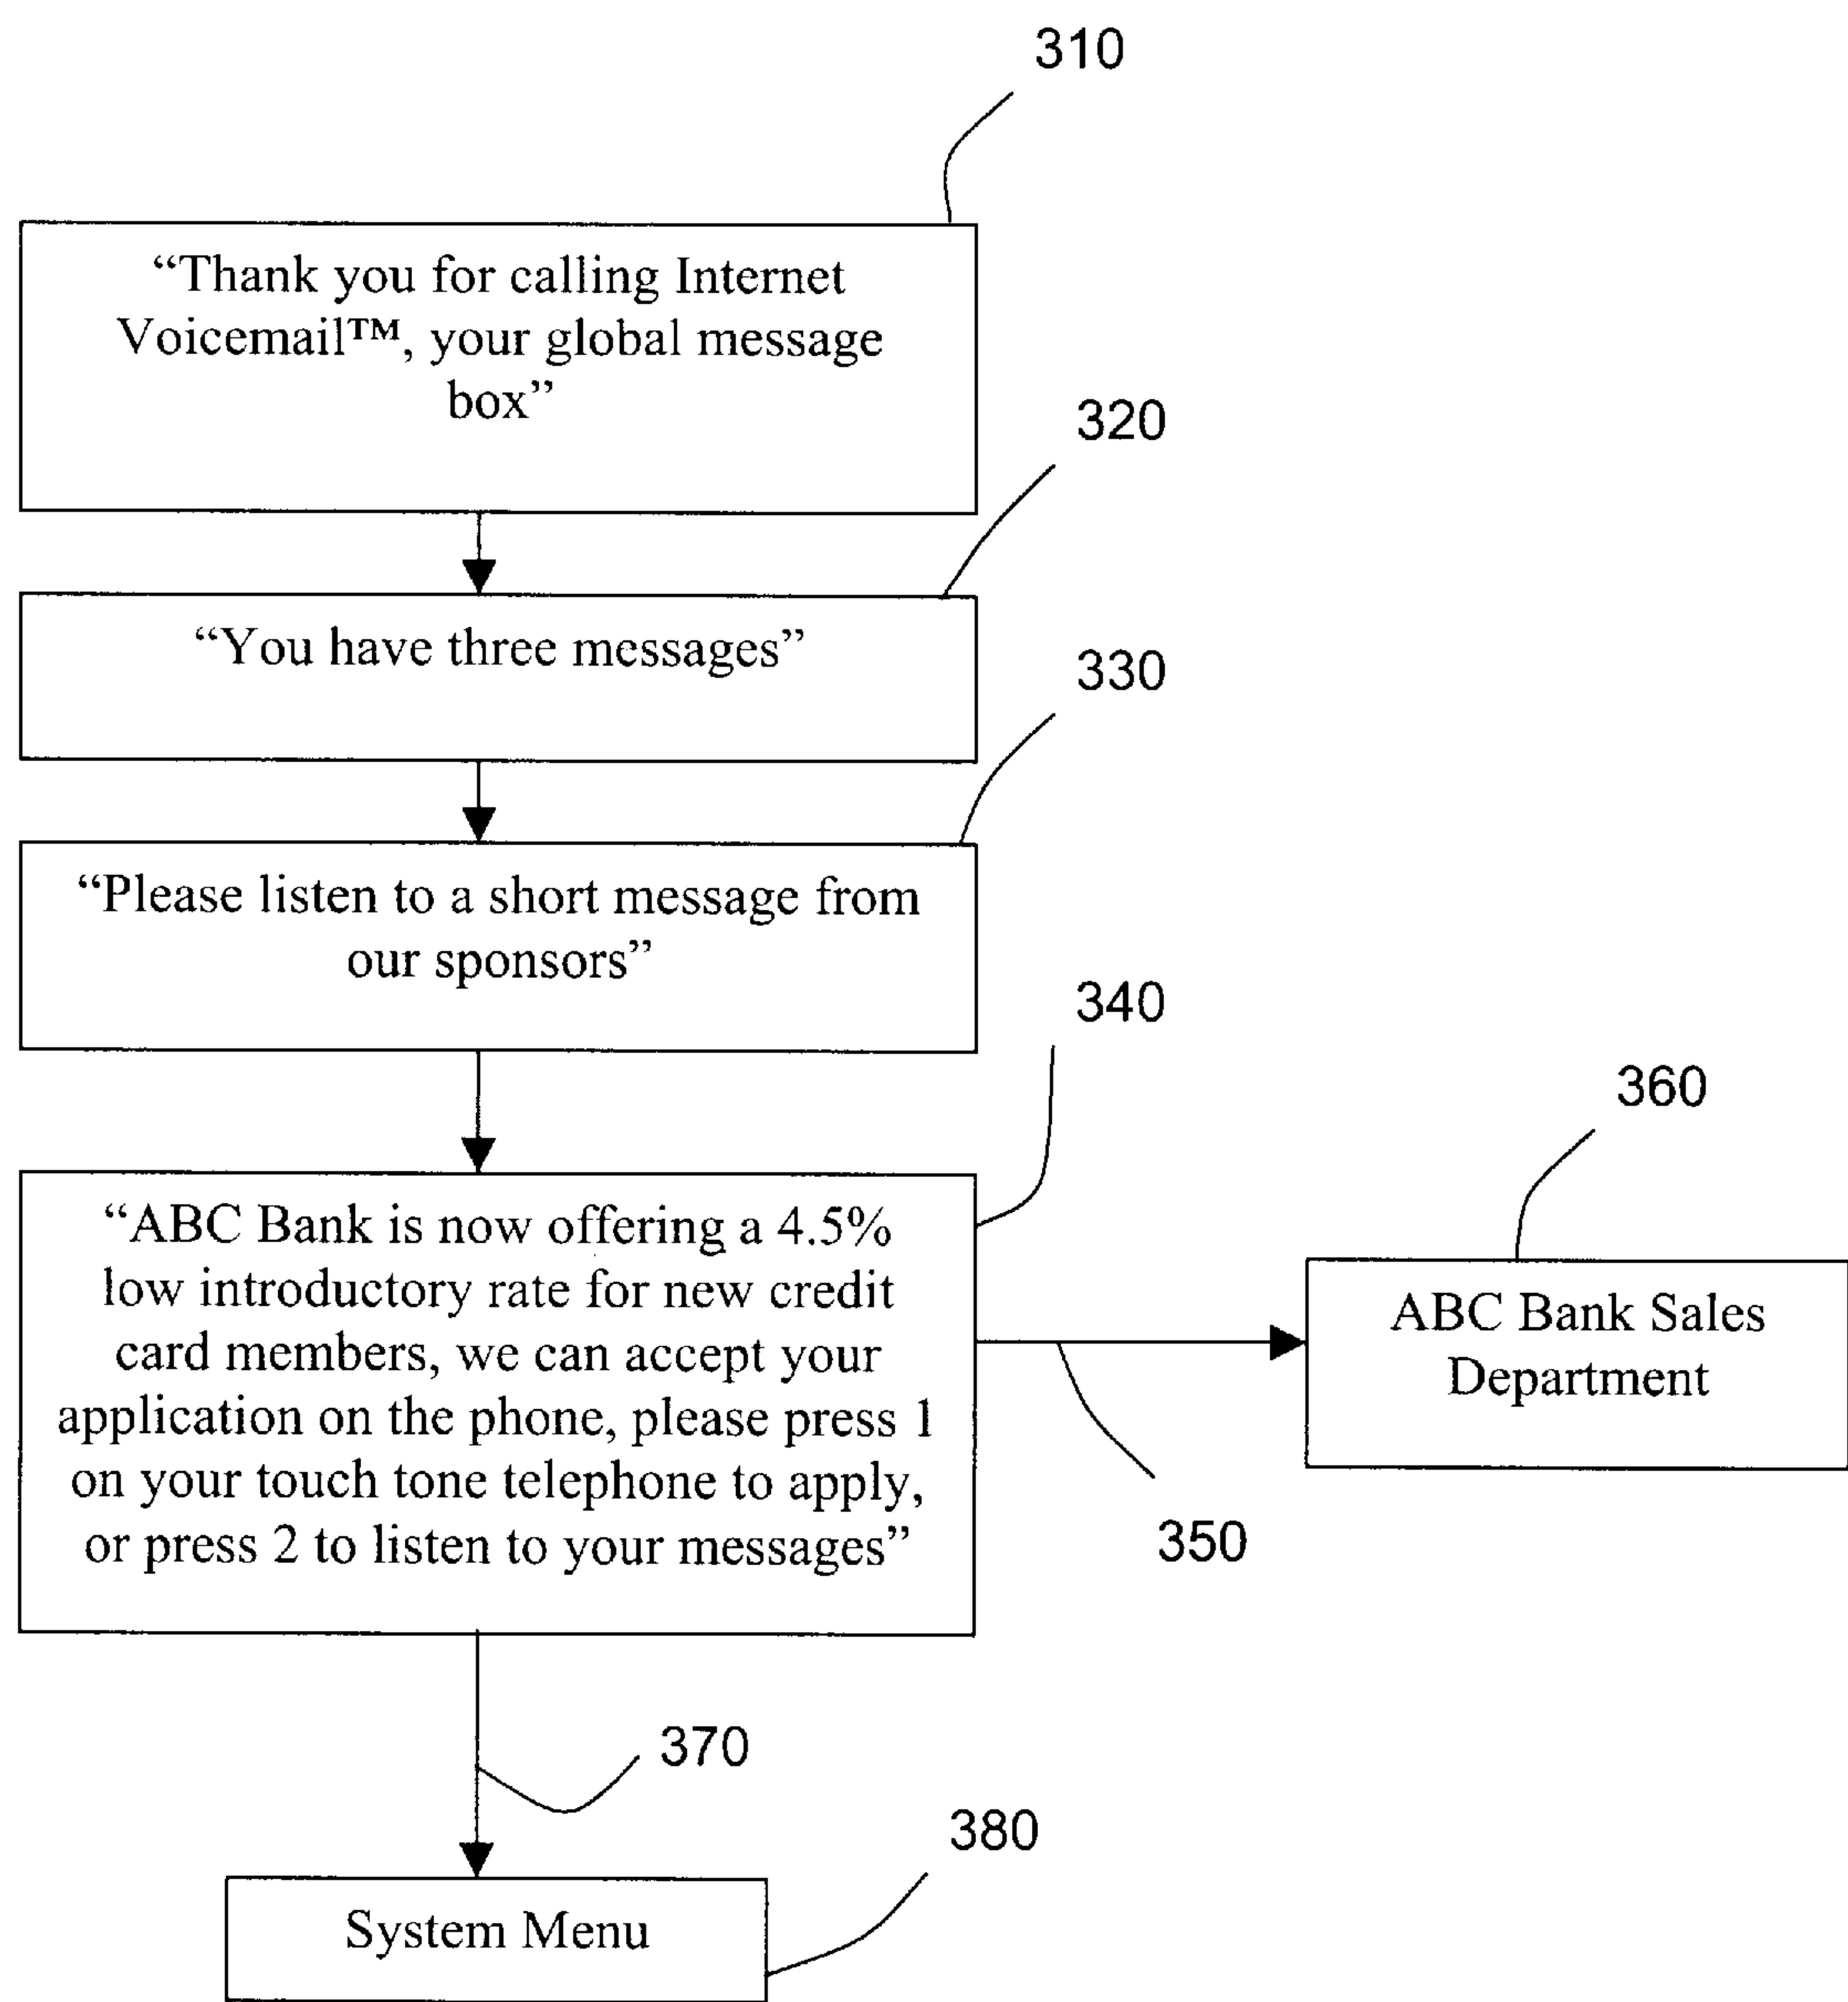 310
“Thank you for calling Internet
Voicemail™, your global message
box”
320
“You have three messages”
330
“Please listen to a short message from
our sponsors”
340
“ABC Bank is now offering a 4.5%
low introductory rate for new credit
card members, we can accept your
application on the phone, please press 1
on your touch tone telephone to apply,
or press 2 to listen to your messages”
360
ABC Bank Sales
Department
350
370
380
System Menu